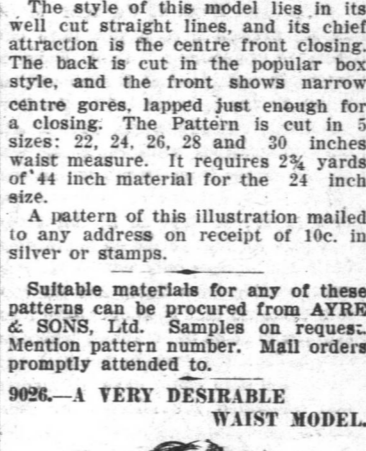 The style of this model lies in its
well cut straight lines, and its chief
attraction is the centre front closing.
The back is cut in the popular box
style, and the front shows narrow
centre gores, lapped just enough for
a closing. The Pattern is cut in 5
sizes: 22, 24, 26, 28 and 30 inches
waist measure. It requires 2¾ yards
of 44 inch material for the 24 inch
size.
A pattern of this illustration mailed
to any address on receipt of 10c. in
silver or stamps.
Suitable materials for any of these
patterns can be procured from AYRE
& SONS, Ltd. Samples on request.
Mention pattern number. Mail orders
promptly attended to.
9026.—A VERY DESIRABLE
WAIST MODEL.